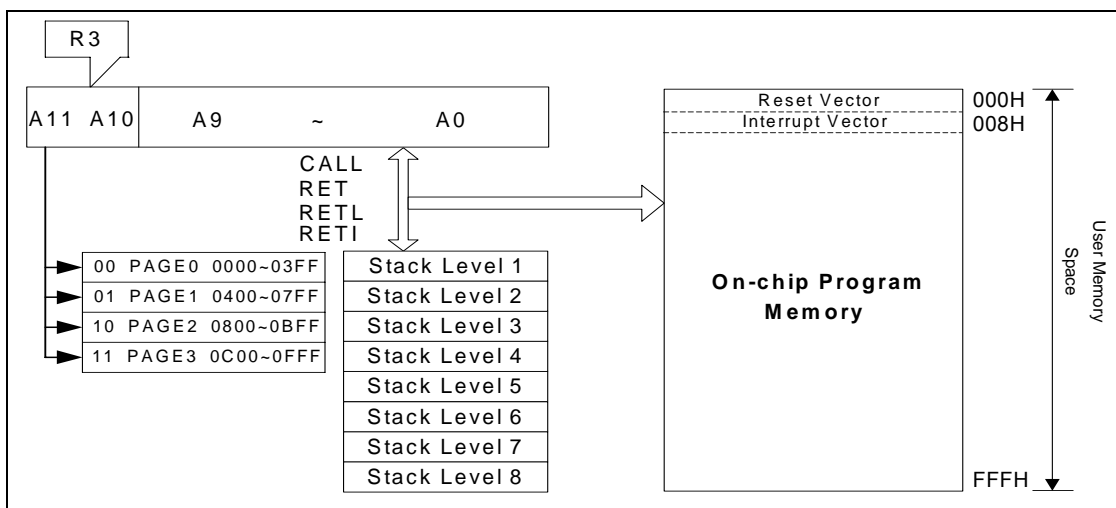 R3
A11 A10 A9 ~ A0
CALL
RET
RETL
RETI
00 PAGE0 0000~03FF
01 PAGE1 0400~07FF
10 PAGE2 0800~0BFF
11 PAGE3 0C00~0FFF
Stack Level 1
Stack Level 2
Stack Level 3
Stack Level 4
Stack Level 5
Stack Level 6
Stack Level 7
Stack Level 8
Reset Vector 000H
Interrupt Vector 008H
On-chip Program
Memory
FFFH
User Memory
Space